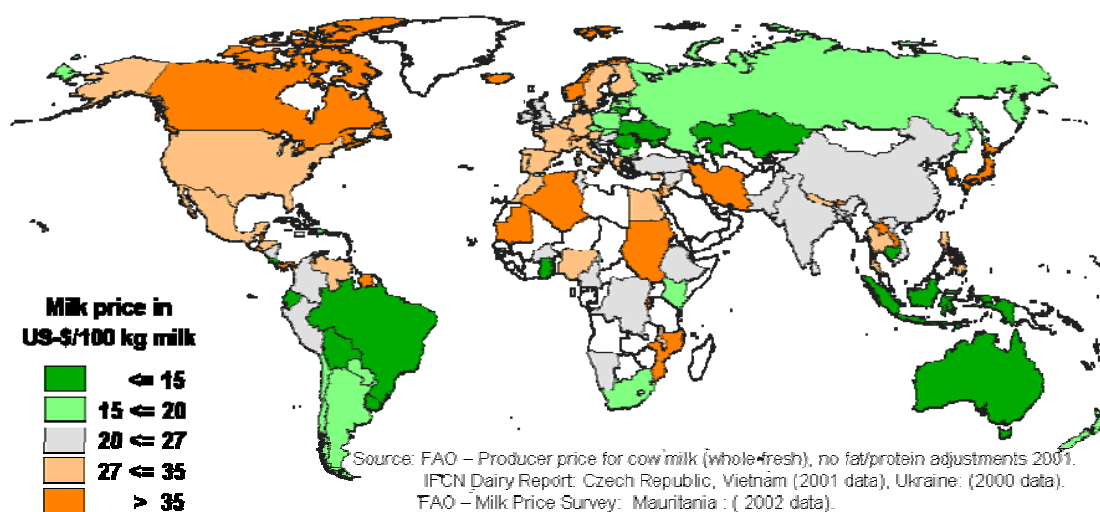 Milk price in
US-$/100 kg milk
<= 15
15 <= 20
20 <= 27
27 <= 35
> 35
Source: FAO – Producer price for cow milk (whole fresh), no fat/protein adjustments 2001.
IFCN Dairy Report: Czech Republic, Vietnam (2001 data), Ukraine: (2000 data).
FAO – Milk Price Survey: Mauritania : ( 2002 data).